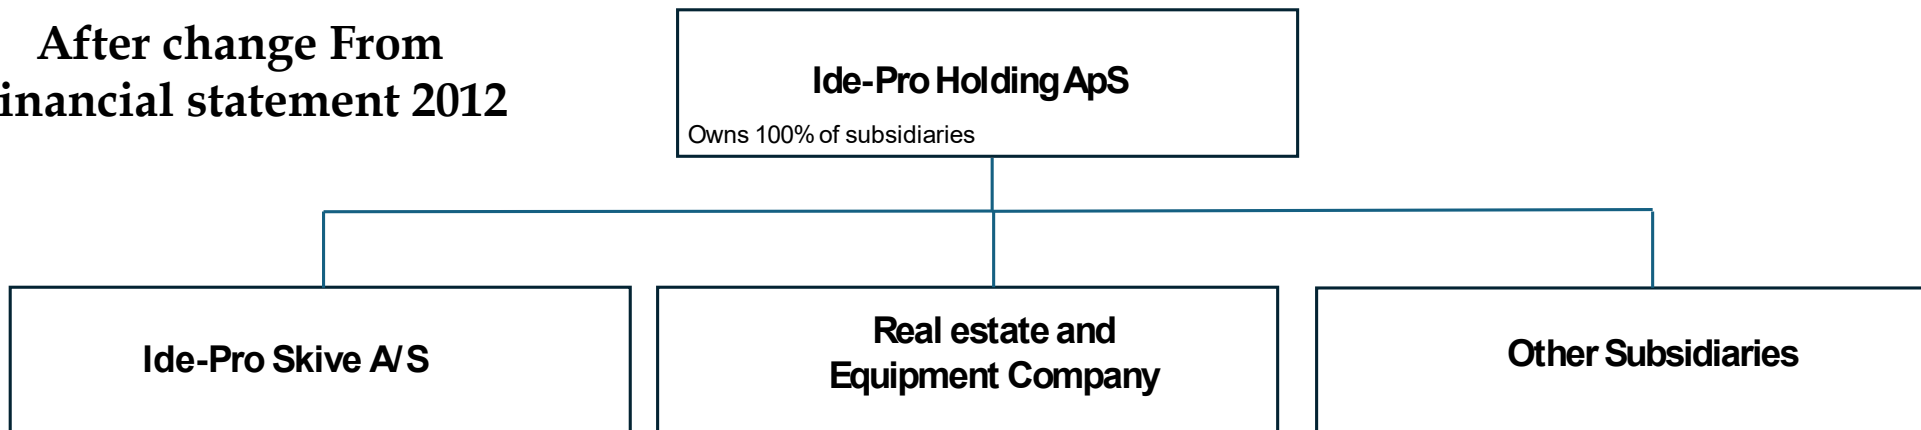 After change From
inancial statement 2012
Ide-Pro Holding ApS
Owns 100% of subsidiaries
Ide-Pro Skive A/S
Real estate and
Equipment Company
Other Subsidiaries